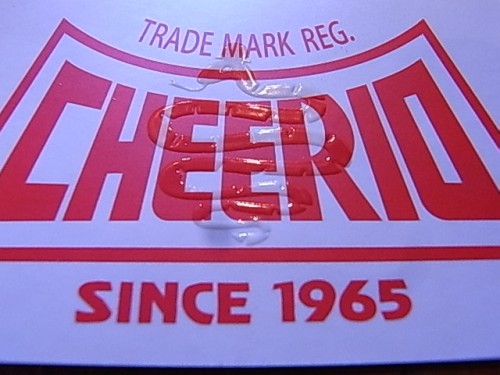 TRADE MARK REG.
CHEERIO
SINCE 1965